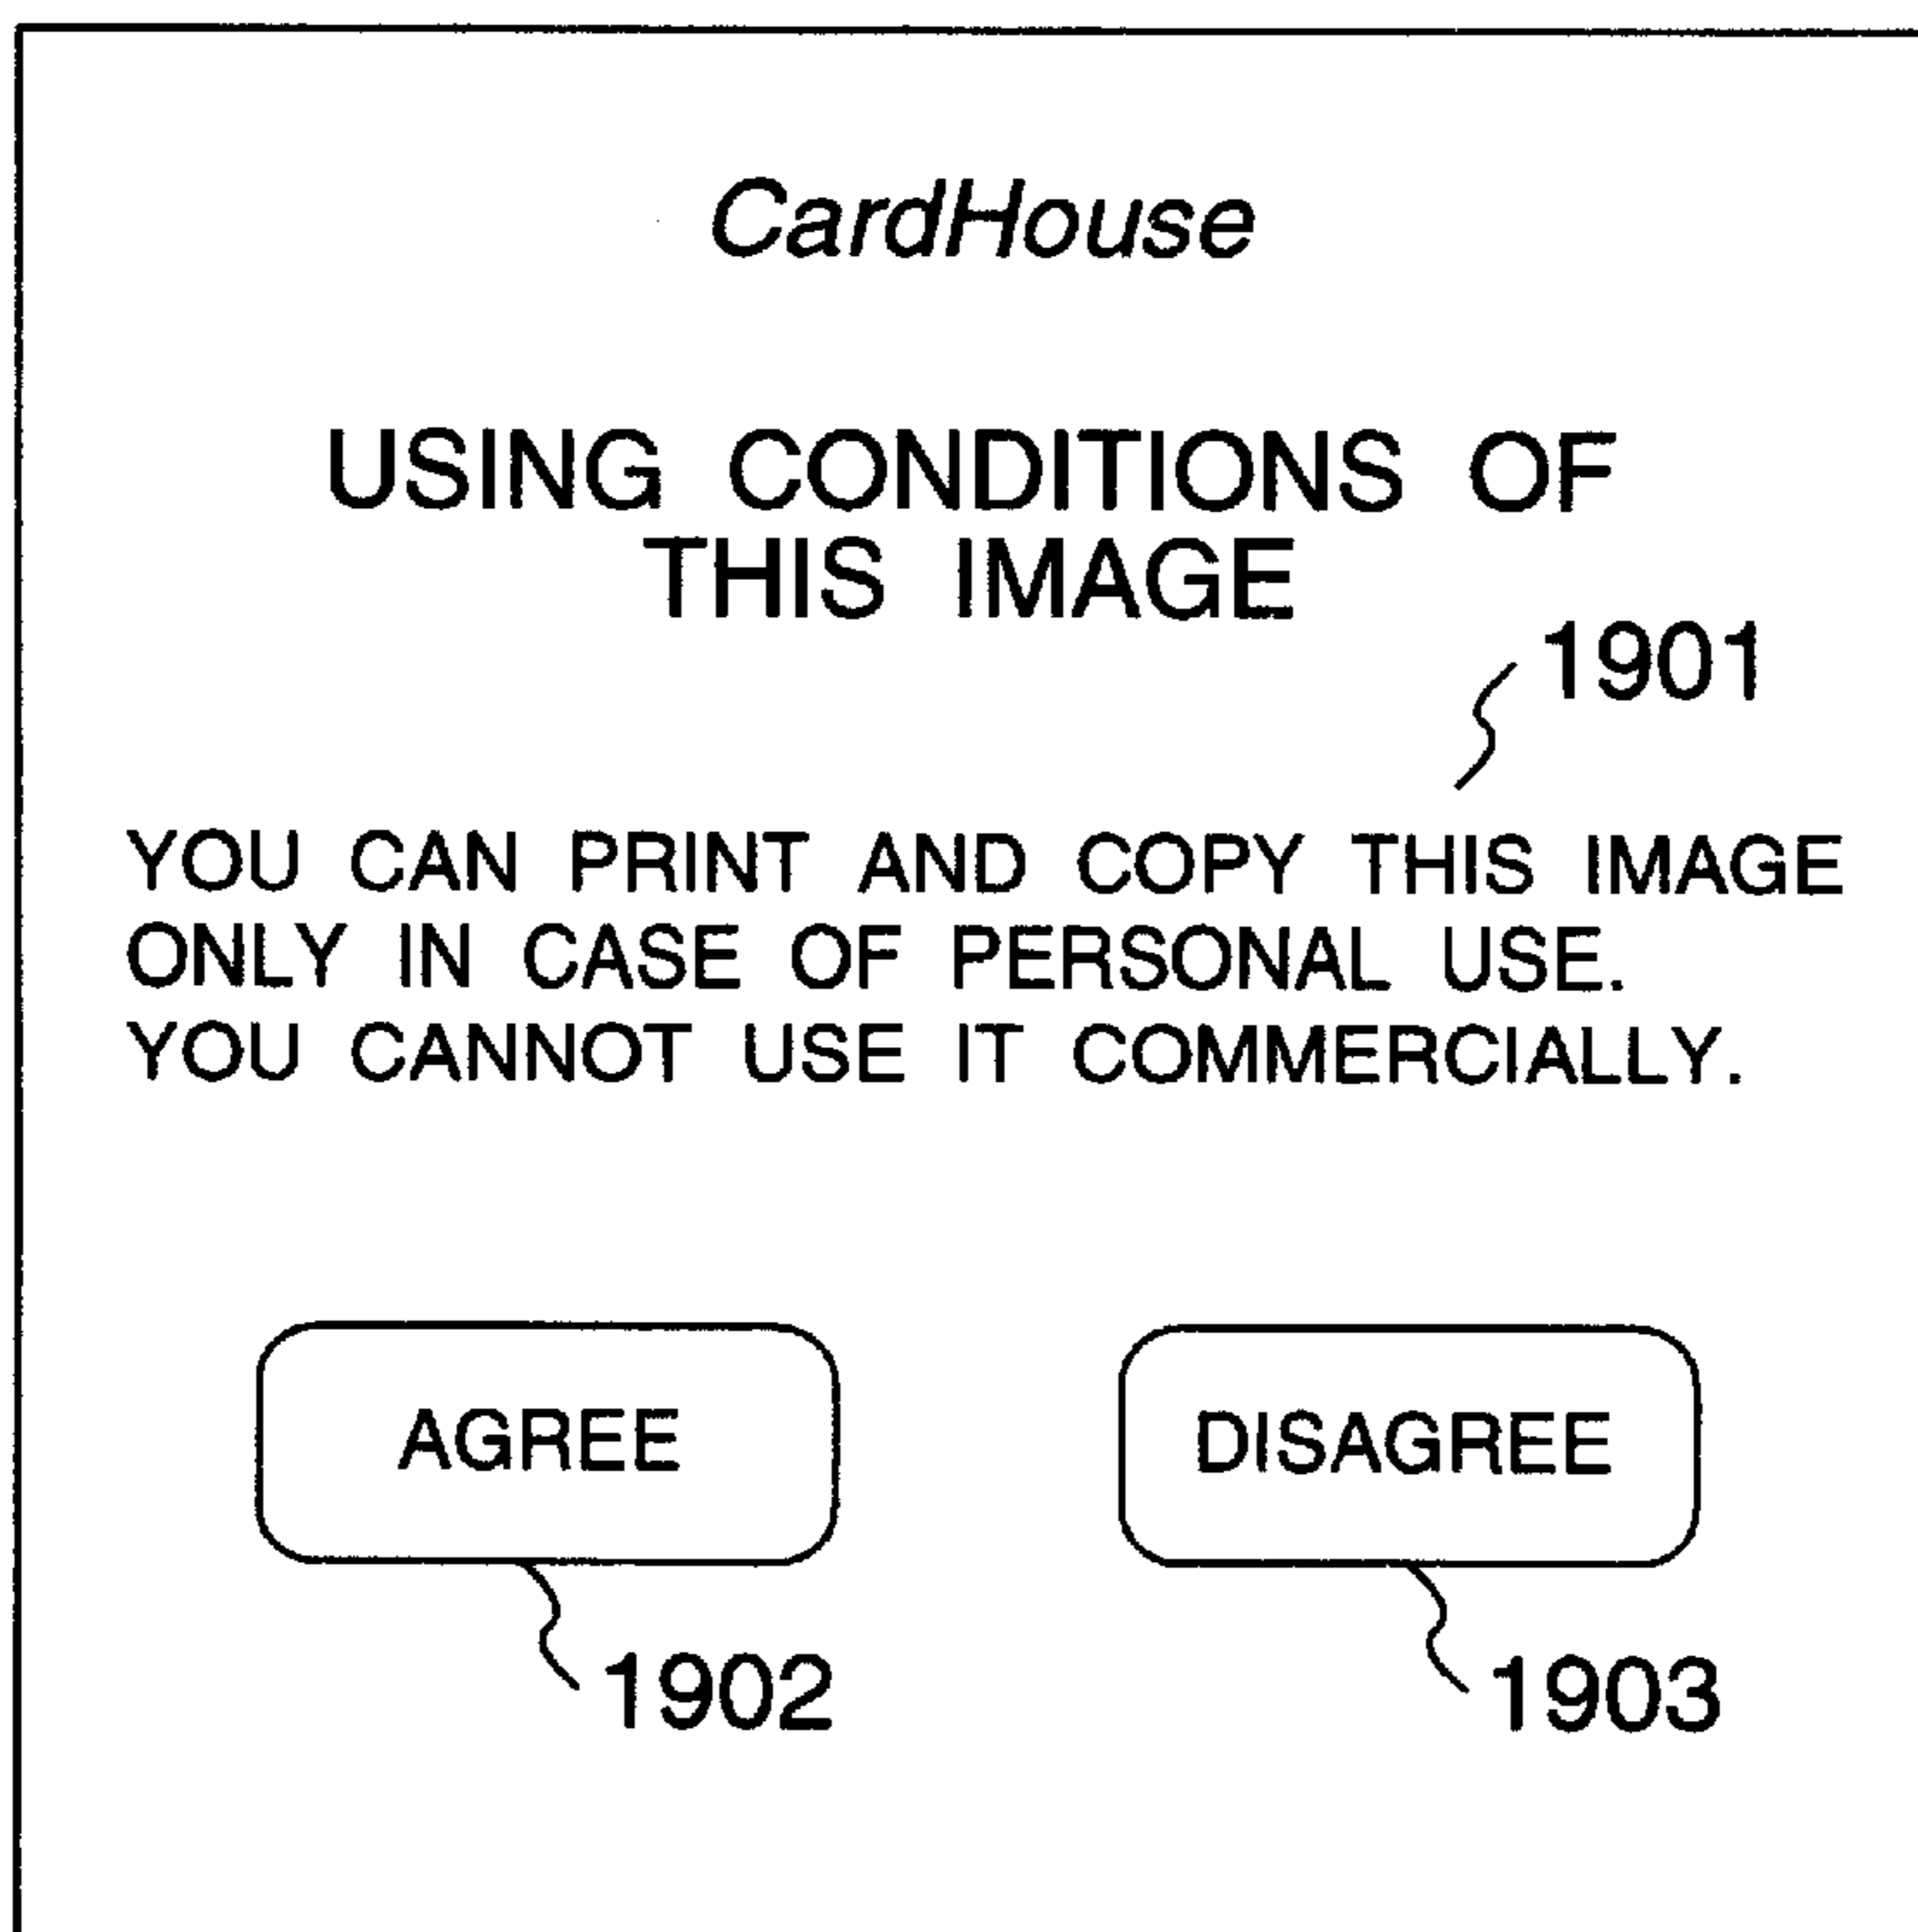 CardHouse
USING CONDITIONS OF
THIS IMAGE
1901
YOU CAN PRINT AND COPY THIS IMAGE
ONLY IN CASE OF PERSONAL USE.
YOU CANNOT USE IT COMMERCIALLY.
AGREE DISAGREE
1902 1903